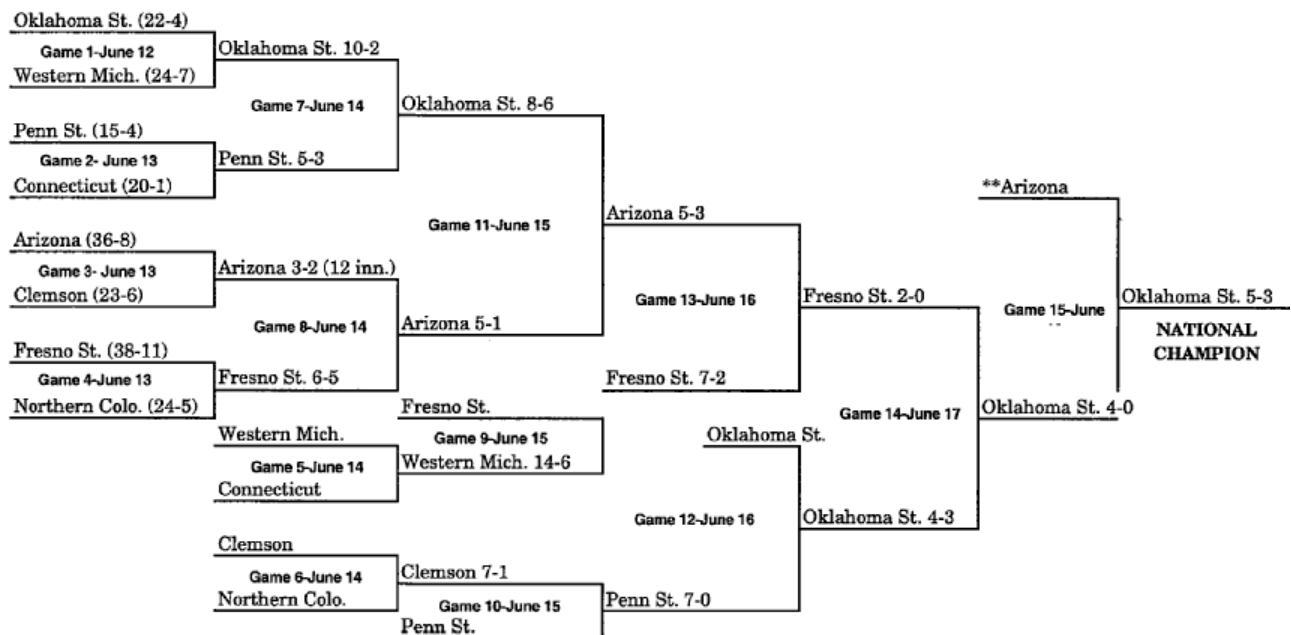 Oklahoma St. (22-4)
Game 1-June 12
Western Mich. (24-7)
Oklahoma St. 10-2
Game 7-June 14
Penn St. (15-4)
Game 2- June 13
Connecticut (20-1)
Penn St. 5-3
Oklahoma St. 8-6
Game 11-June 15
Arizona (36-8)
Game 3- June 13
Clemson (23-6)
Arizona 3-2 (12 inn.)
Game 8-June 14
Fresno St. (38-11)
Game 4-June 13
Northern Colo. (24-5)
Fresno St. 6-5
Arizona 5-1
Arizona 5-3
Game 13-June 16
Fresno St. 7-2
Fresno St. 2-0
Western Mich.
Game 5-June 14
Connecticut
Fresno St.
Game 9-June 15
Western Mich. 14-6
Clemson
Game 6-June 14
Northern Colo.
Clemson 7-1
Game 10-June 15
Penn St.
Oklahoma St.
Game 12-June 16
Penn St. 7-0
Oklahoma St. 4-3
Game 14-June 17
Oklahoma St. 4-0
**Arizona
Game 15-June
Oklahoma St. 5-3
NATIONAL
CHAMPION